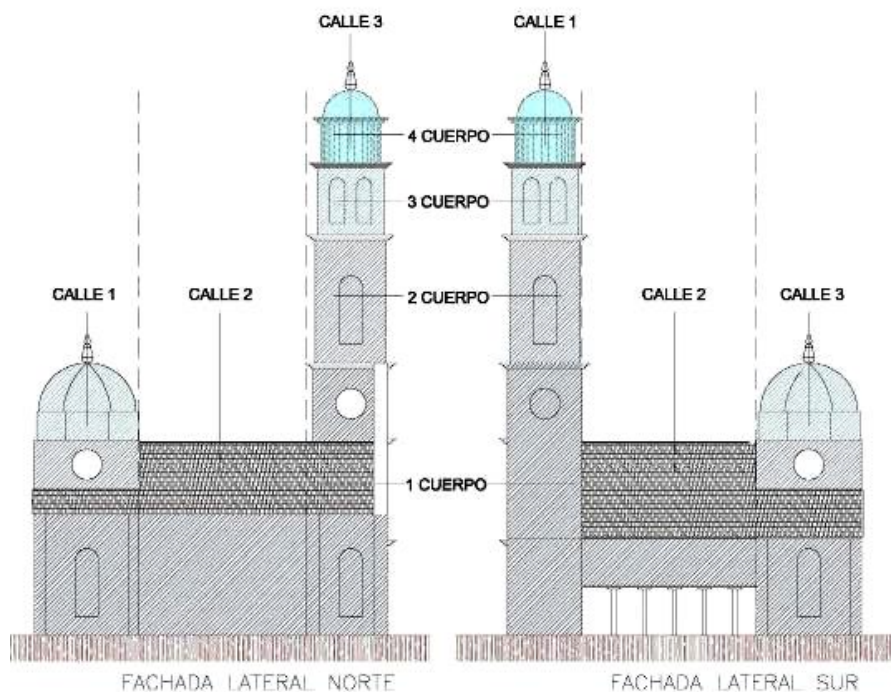 CALLE 3
CALLE 1
4 CUERPO
3 CUERPO
CALLE 1
CALLE 2
2 CUERPO
CALLE 2
CALLE 3
1 CUERPO
FACHADA LATERAL NORTE
FACHADA LATERAL SUR